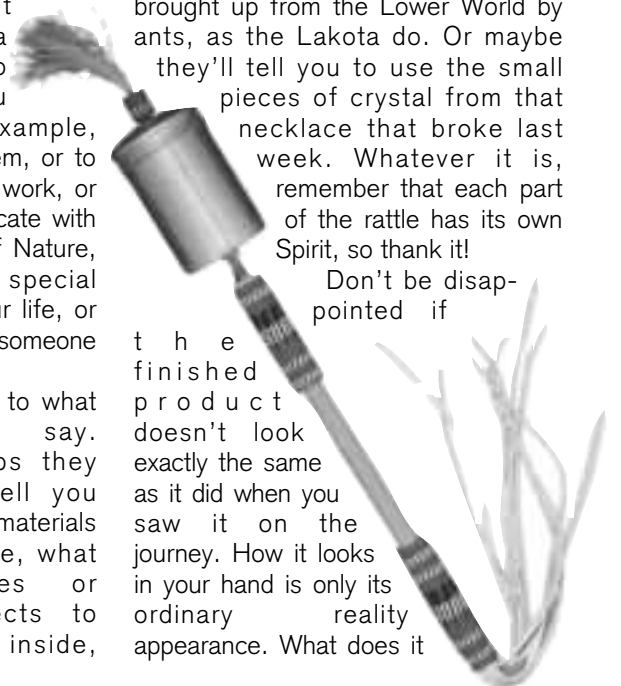 t
a
u
xample,
em, or to
work, or
cate with
Nature,
special
ur life, or
someone
to what
say.
they
ell you
materials
e, what
es or
ects to
inside,
brought up from the Lower World by
ants, as the Lakota do. Or maybe
they'll tell you to use the small
pieces of crystal from that
necklace that broke last
week. Whatever it is,
remember that each part
of the rattle has its own
Spirit, so thank it!
Don't be disap-
pointed if
the
finished
product
doesn't look
exactly the same
as it did when you
saw it on the
journey. How it looks
in your hand is only its
ordinary reality
appearance. What does it